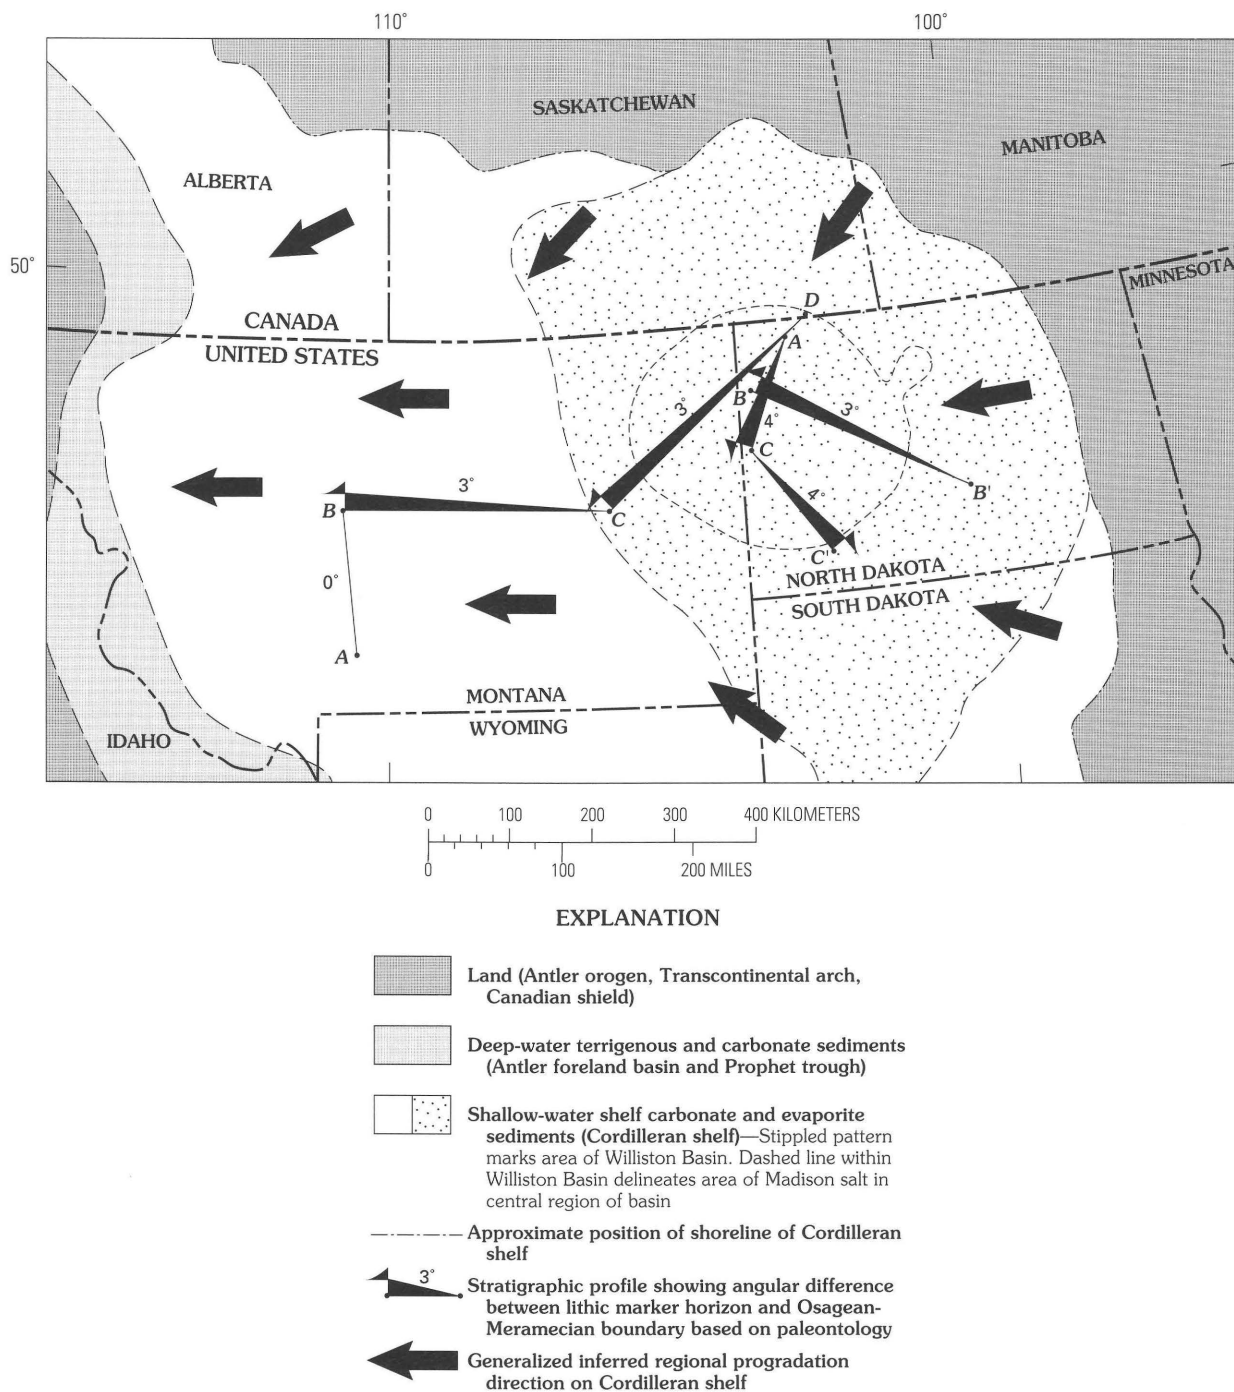 110°
100°
SASKATCHEWAN
MANITOBA
ALBERTA
50°
MINNESOTA
D
CANADA
UNITED STATES
A
B
3°
3°
4°
C
3°
B
C
4°
B'
C'
0°
NORTH DAKOTA
SOUTH DAKOTA
A
MONTANA
WYOMING
IDAHO
0 100 200 300 400 KILOMETERS
0 100 200 MILES
EXPLANATION
Land (Antler orogen, Transcontinental arch,
Canadian shield)
Deep-water terrigenous and carbonate sediments
(Antler foreland basin and Prophet trough)
Shallow-water shelf carbonate and evaporite
sediments (Cordilleran shelf)—Stippled pattern
marks area of Williston Basin. Dashed line within
Williston Basin delineates area of Madison salt in
central region of basin
Approximate position of shoreline of Cordilleran
shelf
3°
Stratigraphic profile showing angular difference
between lithic marker horizon and Osagean-
Meramecian boundary based on paleontology
Generalized inferred regional progradation
direction on Cordilleran shelf